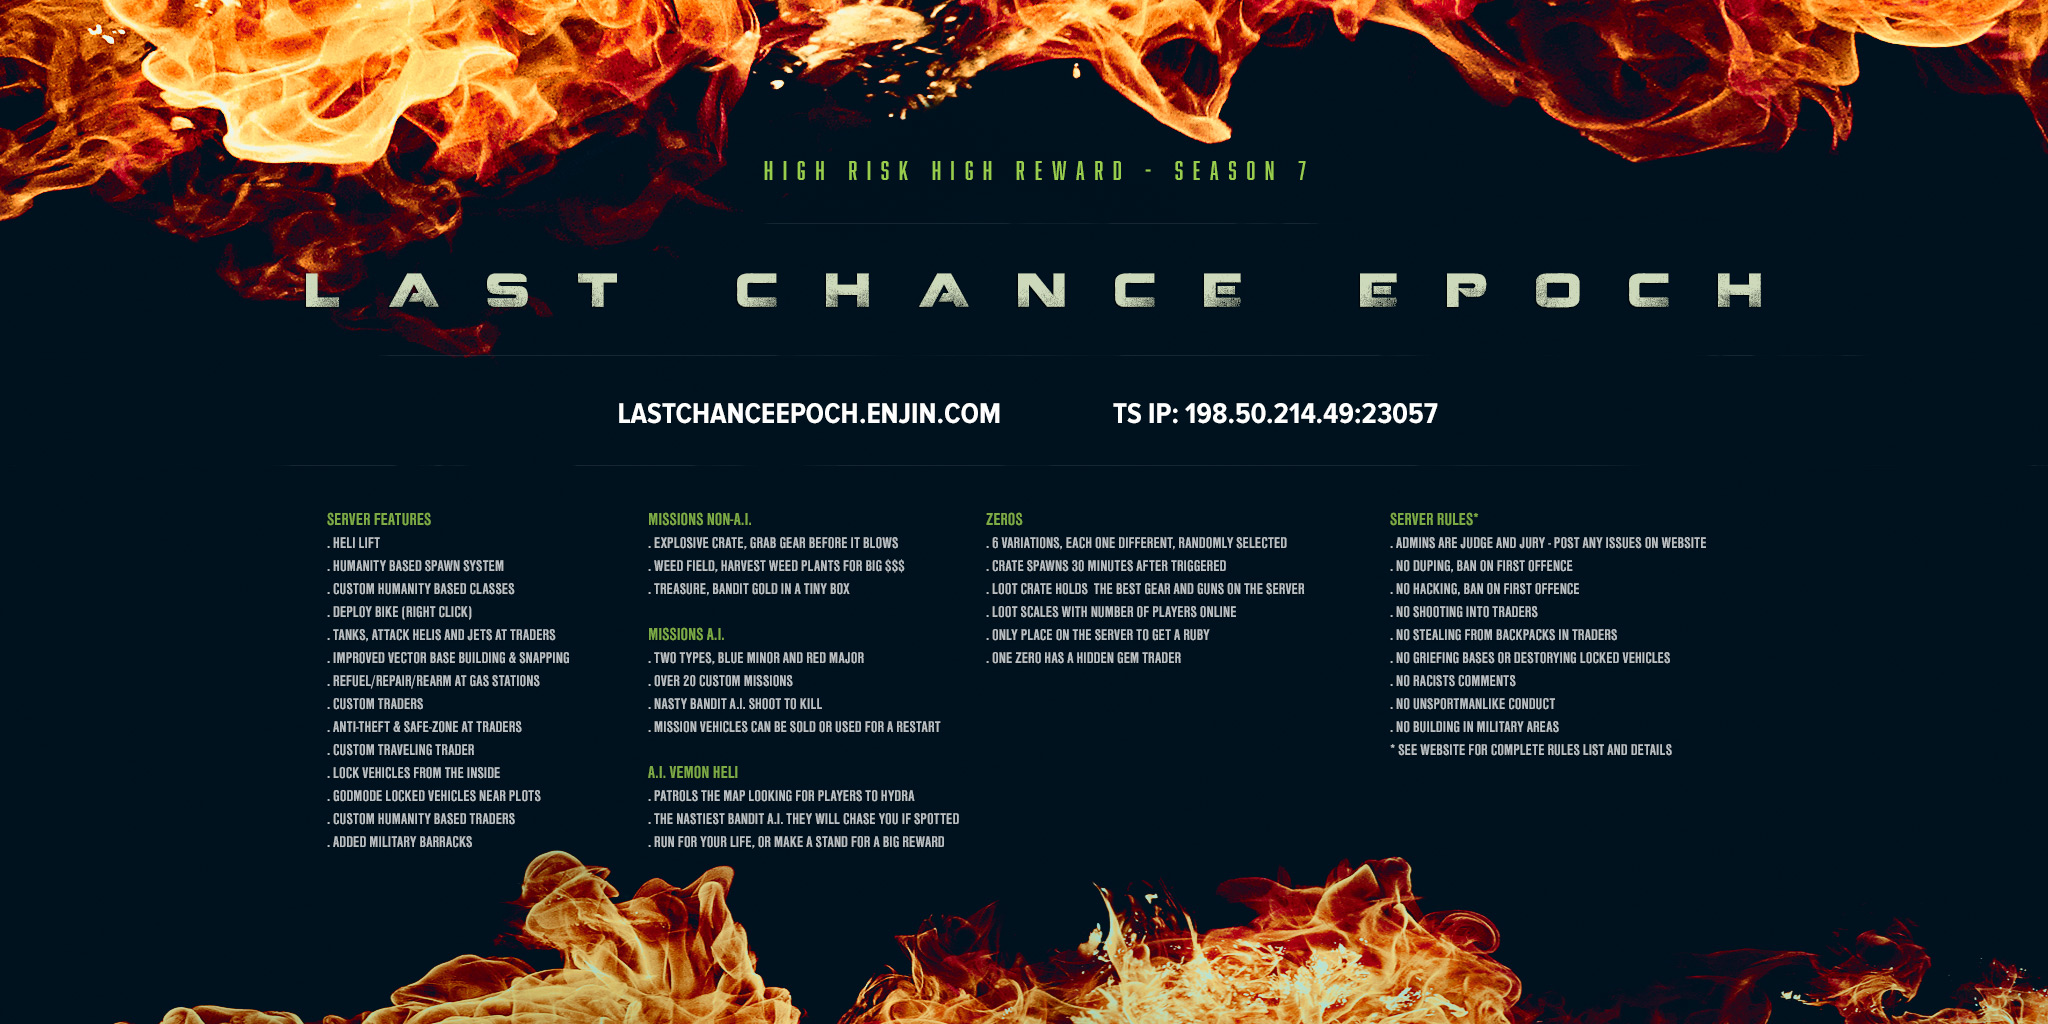 HIGH RISK HIGH REWARD - SEASON 7
LAST CHANCE EPOCH
LASTCHANCEEPOCH.ENJIN.COM
TS IP: 198.50.214.49:23057
SERVER FEATURES
. HELI LIFT
. HUMANITY BASED SPAWN SYSTEM
. CUSTOM HUMANITY BASED CLASSES
. DEPLOY BIKE (RIGHT CLICK)
. TANKS, ATTACK HELIS AND JETS AT TRADERS
. IMPROVED VECTOR BASE BUILDING & SNAPPING
. REFUEL/REPAIR/REARM AT GAS STATIONS
. CUSTOM TRADERS
. ANTI-THEFT & SAFE-ZONE AT TRADERS
. CUSTOM TRAVELING TRADER
. LOCK VEHICLES FROM THE INSIDE
. GODMODE LOCKED VEHICLES NEAR PLOTS
. CUSTOM HUMANITY BASED TRADERS
. ADDED MILITARY BARRACKS
MISSIONS NON-A.I.
. EXPLOSIVE CRATE, GRAB GEAR BEFORE IT BLOWS
. WEED FIELD, HARVEST WEED PLANTS FOR BIG $$$
. TREASURE, BANDIT GOLD IN A TINY BOX
MISSIONS A.I.
. TWO TYPES, BLUE MINOR AND RED MAJOR
. OVER 20 CUSTOM MISSIONS
. NASTY BANDIT A.I. SHOOT TO KILL
. MISSION VEHICLES CAN BE SOLD OR USED FOR A RESTART
A.I. VEMON HELI
. PATROLS THE MAP LOOKING FOR PLAYERS TO HYDRA
. THE NASTIEST BANDIT A.I. THEY WILL CHASE YOU IF SPOTTED
. RUN FOR YOUR LIFE, OR MAKE A STAND FOR A BIG REWARD
ZEROS
. 6 VARIATIONS, EACH ONE DIFFERENT, RANDOMLY SELECTED
. CRATE SPAWNS 30 MINUTES AFTER TRIGGERED
. LOOT CRATE HOLDS THE BEST GEAR AND GUNS ON THE SERVER
. LOOT SCALES WITH NUMBER OF PLAYERS ONLINE
. ONLY PLACE ON THE SERVER TO GET A RUBY
. ONE ZERO HAS A HIDDEN GEM TRADER
SERVER RULES*
. ADMINS ARE JUDGE AND JURY - POST ANY ISSUES ON WEBSITE
. NO DUPING, BAN ON FIRST OFFENCE
. NO HACKING, BAN ON FIRST OFFENCE
. NO SHOOTING INTO TRADERS
. NO STEALING FROM BACKPACKS IN TRADERS
. NO GRIEFING BASES OR DESTORYING LOCKED VEHICLES
. NO RACISTS COMMENTS
. NO UNSPORTMANLIKE CONDUCT
. NO BUILDING IN MILITARY AREAS
* SEE WEBSITE FOR COMPLETE RULES LIST AND DETAILS